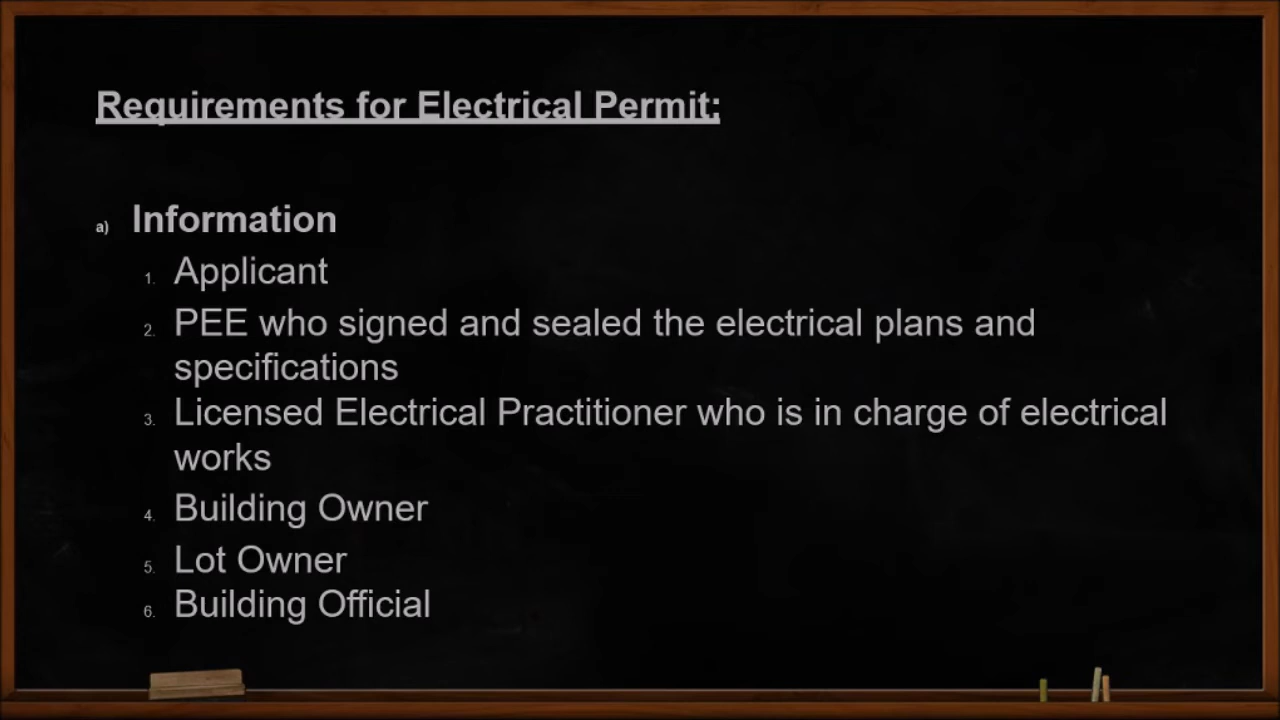 Requirements for Electrical Permit:
a) Information
1. Applicant
2. PEE who signed and sealed the electrical plans and
specifications
3. Licensed Electrical Practitioner who is in charge of electrical
works
4. Building Owner
5. Lot Owner
6. Building Official